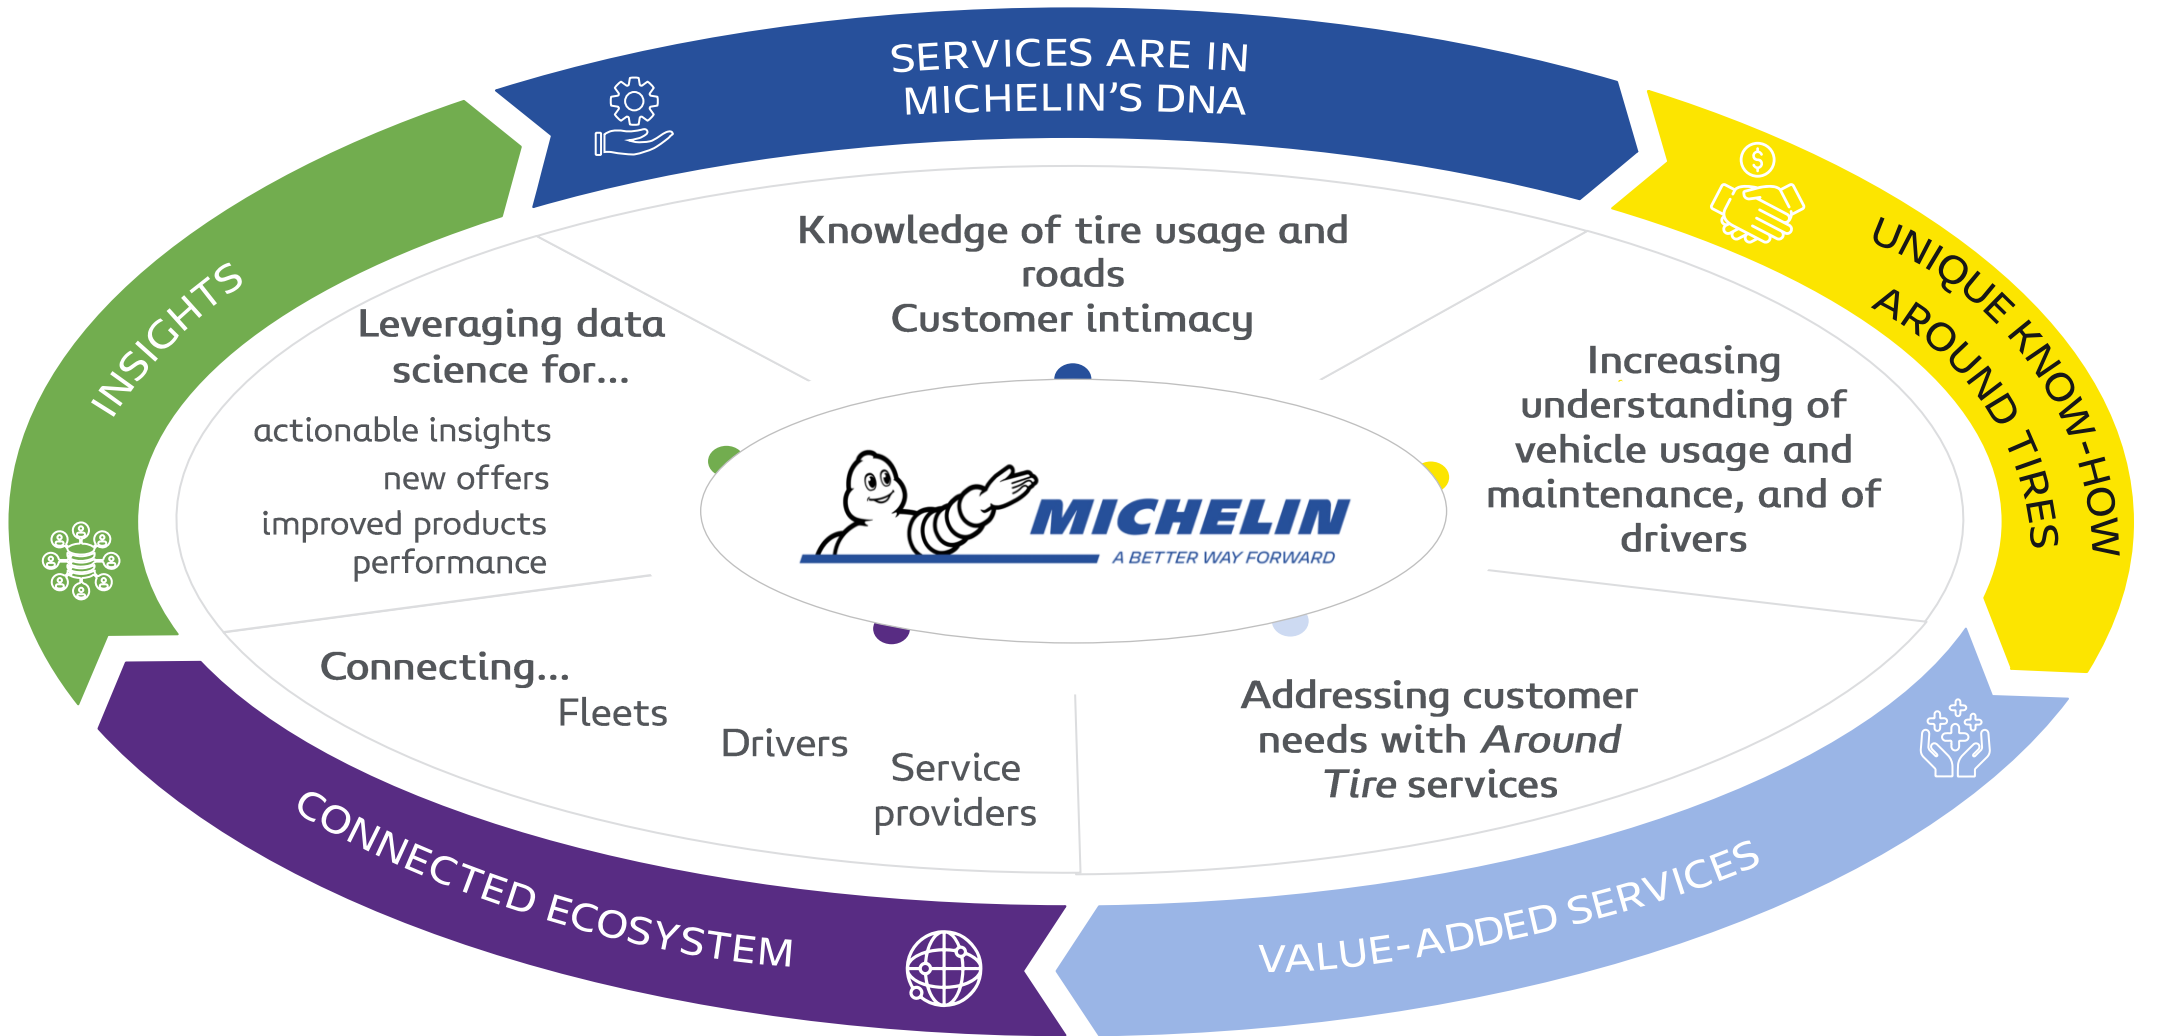 SERVICES ARE IN
MICHELIN'S DNA
Knowledge of tire usage and
roads
Customer intimacy
UNIQUE KNOW-HOW
AROUND TIRES
Increasing
understanding of
vehicle usage and
maintenance, and of
drivers
VALUE-ADDED SERVICES
Addressing customer
needs with Around
Tire services
CONNECTED ECOSYSTEM
Connecting...
Fleets
Drivers
Service
providers
INSIGHTS
Leveraging data
science for...
actionable insights
new offers
improved products
performance
MICHELIN
A BETTER WAY FORWARD
$